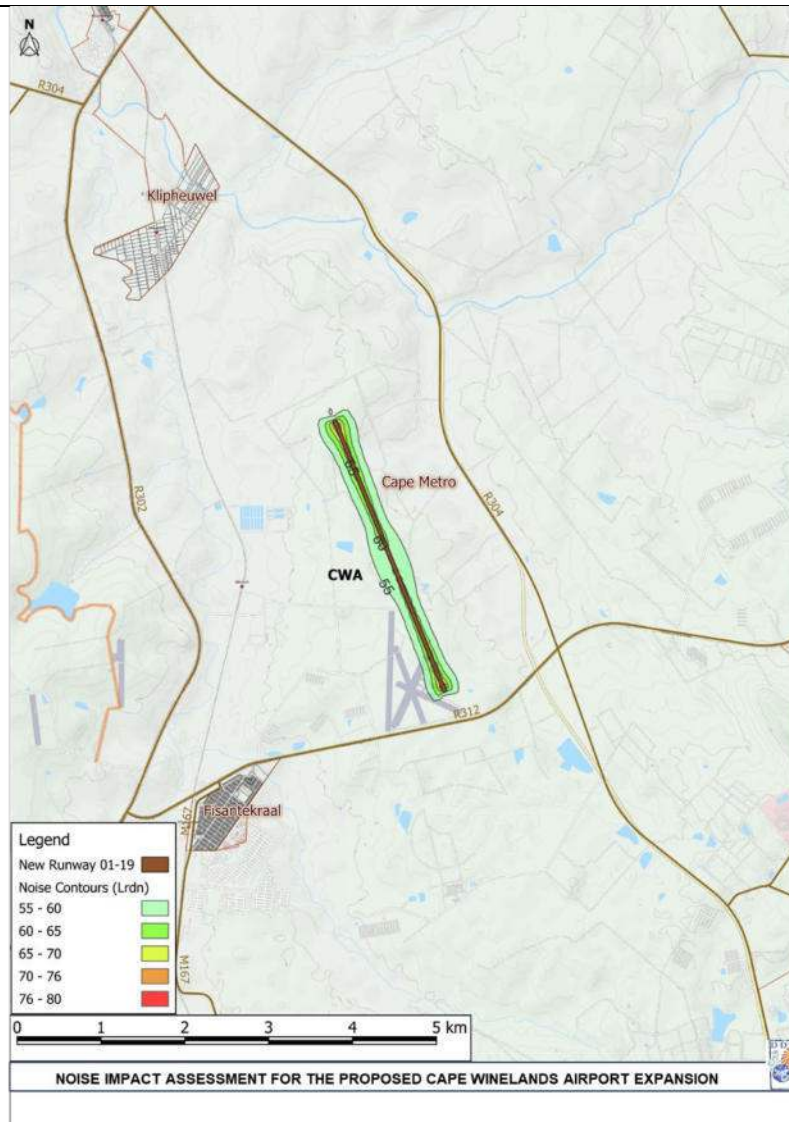 N
R304
Klipheuwel
R302
65
Cape Metro
R304
60
CWA
55
R312
Fisantekraal
M167
Legend
New Runway 01-19
Noise Contours (Lrdn)
55 - 60
60 - 65
65 - 70
70 - 76
76 - 80
M167
0 1 2 3 4 5 km
NOISE IMPACT ASSESSMENT FOR THE PROPOSED CAPE WINELANDS AIRPORT EXPANSION